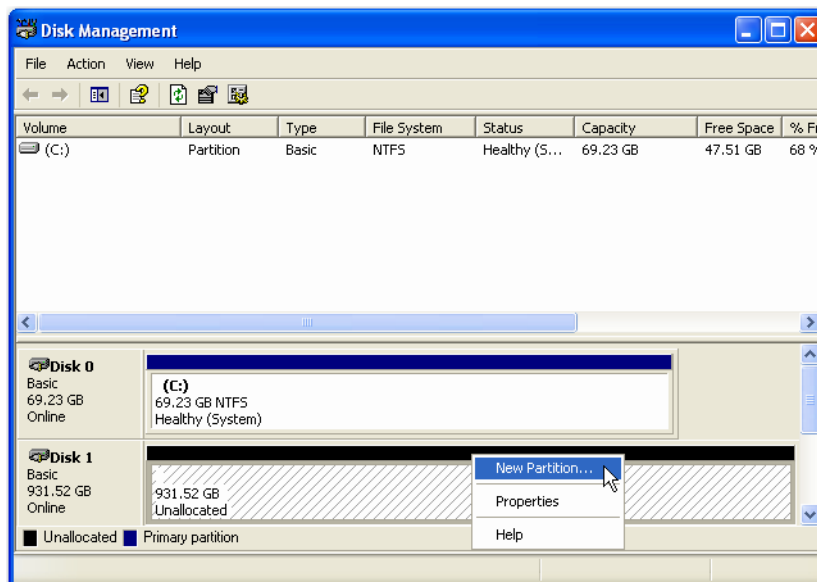 Disk Management
File Action View Help
Volume Layout Type File System Status Capacity Free Space % Fr
(C:) Partition Basic NTFS Healthy (S... 69.23 GB 47.51 GB 68 %
Disk 0
Basic
69.23 GB
Online
(C:)
69.23 GB NTFS
Healthy (System)
Disk 1
Basic
931.52 GB
Online
931.52 GB
Unallocated
New Partition...
Properties
Help
Unallocated Primary partition